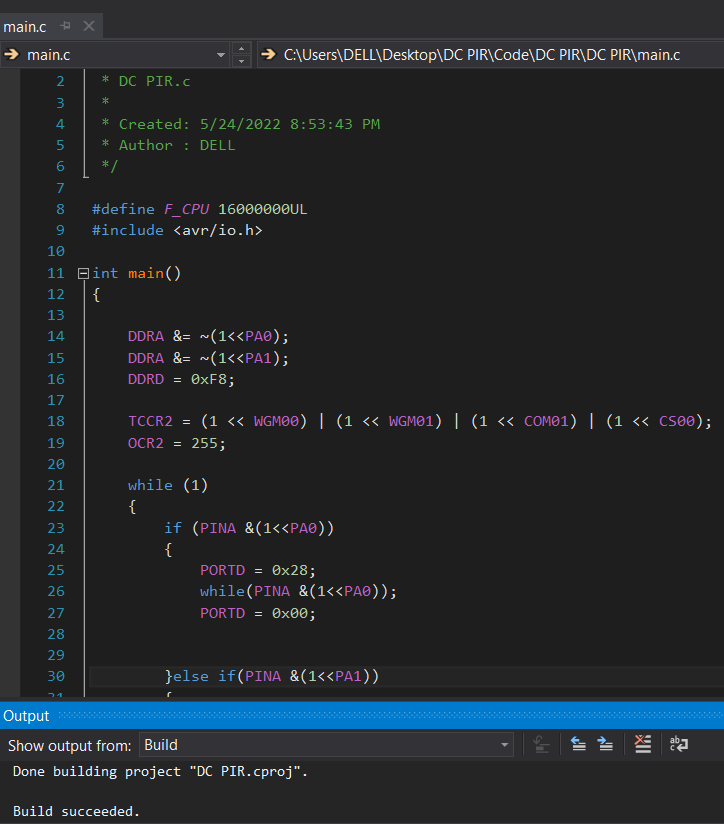 main.c
main.c C:\Users\DELL\Desktop\DC PIR\Code\DC PIR\DC PIR\main.c
2 * DC PIR.c
3 *
4 * Created: 5/24/2022 8:53:43 PM
5 * Author : DELL
6 */
7
8 #define F_CPU 16000000UL
9 #include <avr/io.h>
10
11 int main()
12 {
13
14 DDRA &= ~(1<<PA0);
15 DDRA &= ~(1<<PA1);
16 DDRD = 0xF8;
17
18 TCCR2 = (1 << WGM00) | (1 << WGM01) | (1 << COM01) | (1 << CS00);
19 OCR2 = 255;
20
21 while (1)
22 {
23 if (PINA &(1<<PA0))
24 {
25 PORTD = 0x28;
26 while(PINA &(1<<PA0));
27 PORTD = 0x00;
28
29
30 }else if(PINA &(1<<PA1))
31 {
Output
Show output from: Build
Done building project "DC PIR.cproj".
Build succeeded.